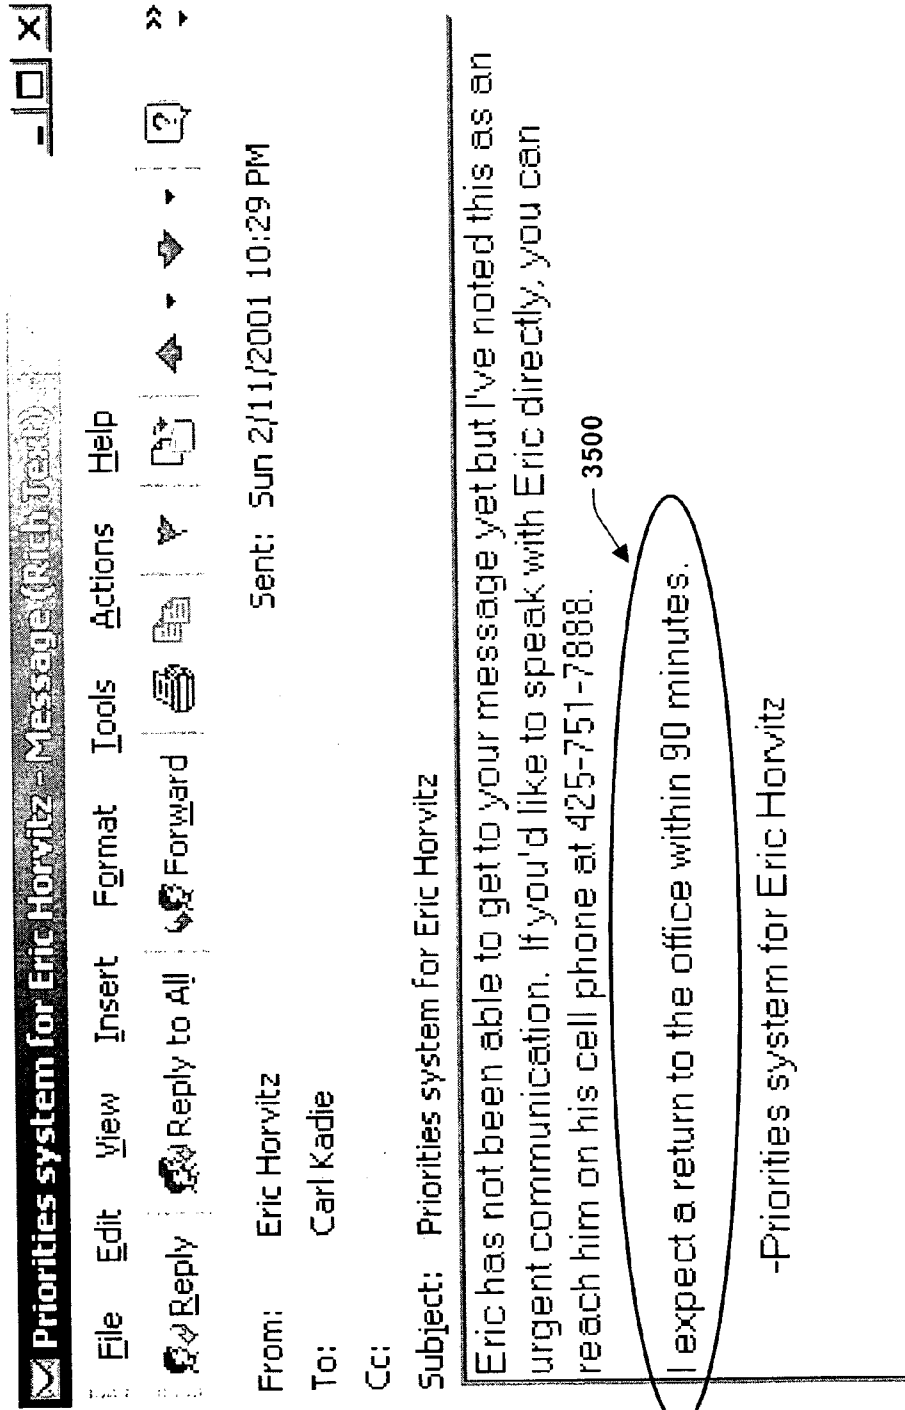 Priorities system for Eric Horvitz - Message (Rich Text)
File Edit View Insert Format Tools Actions Help
Reply Reply to All Forward
From: Eric Horvitz Sent: Sun 2/11/2001 10:29 PM
To: Carl Kadie
Cc:
Subject: Priorities system for Eric Horvitz
Eric has not been able to get to your message yet but I've noted this as an
urgent communication. If you'd like to speak with Eric directly, you can
reach him on his cell phone at 425-751-7888.
3500
I expect a return to the office within 90 minutes.
-Priorities system for Eric Horvitz